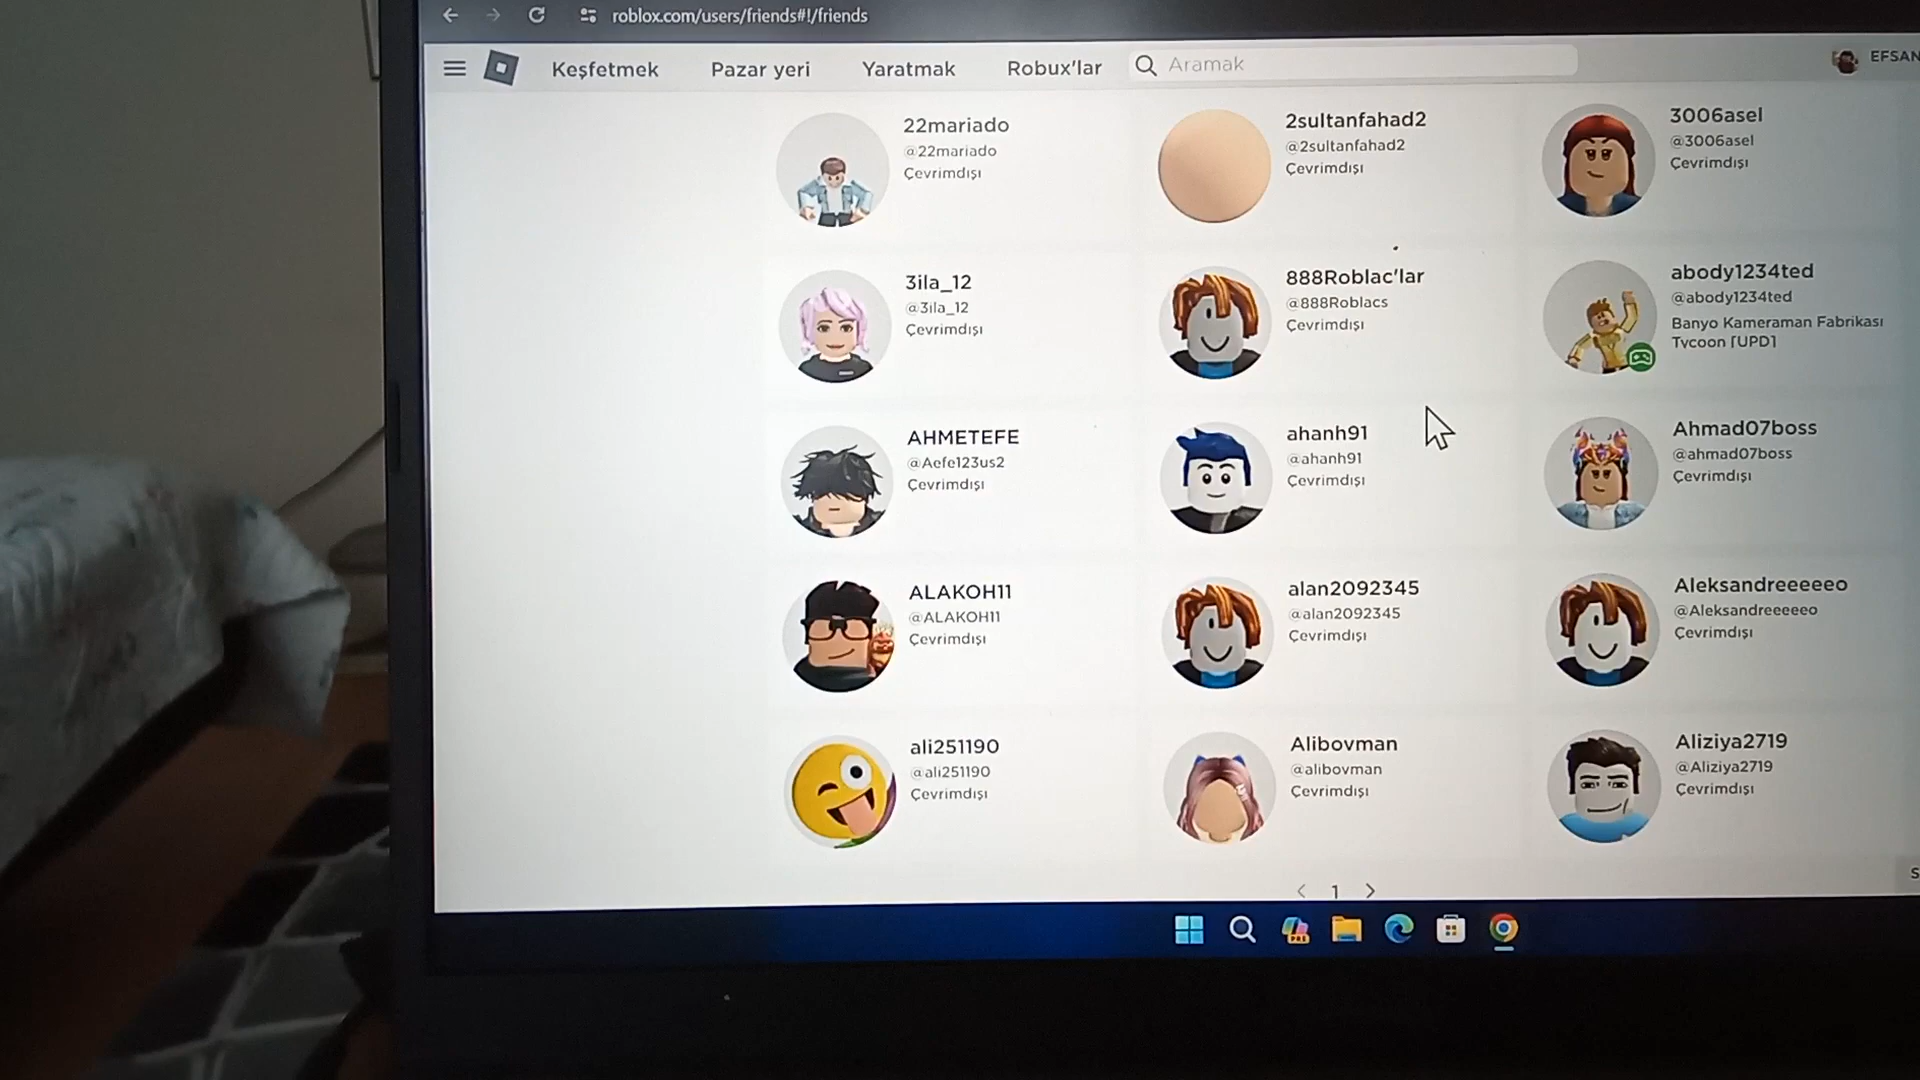 roblox.com/users/friends#!/friends
Keşfetmek
Pazar yeri
Yaratmak
Robux'lar
Aramak
EFSAN
22mariado
@22mariado
Çevrimdışı
2sultanfahad2
@2sultanfahad2
Çevrimdışı
3006asel
@3006asel
Çevrimdışı
3ila_12
@3ila_12
Çevrimdışı
888Roblac'lar
@888Roblacs
Çevrimdışı
abody1234ted
@abody1234ted
Banyo Kameraman Fabrikası
Tycoon [UPD]
AHMETEFE
@Aefe123us2
Çevrimdışı
ahanh91
@ahanh91
Çevrimdışı
Ahmad07boss
@ahmad07boss
Çevrimdışı
ALAKOH11
@ALAKOH11
Çevrimdışı
alan2092345
@alan2092345
Çevrimdışı
Aleksandreeeeeo
@Aleksandreeeeeo
Çevrimdışı
ali251190
@ali251190
Çevrimdışı
Alibovman
@alibovman
Çevrimdışı
Aliziya2719
@Aliziya2719
Çevrimdışı
< 1 >
S
PRE